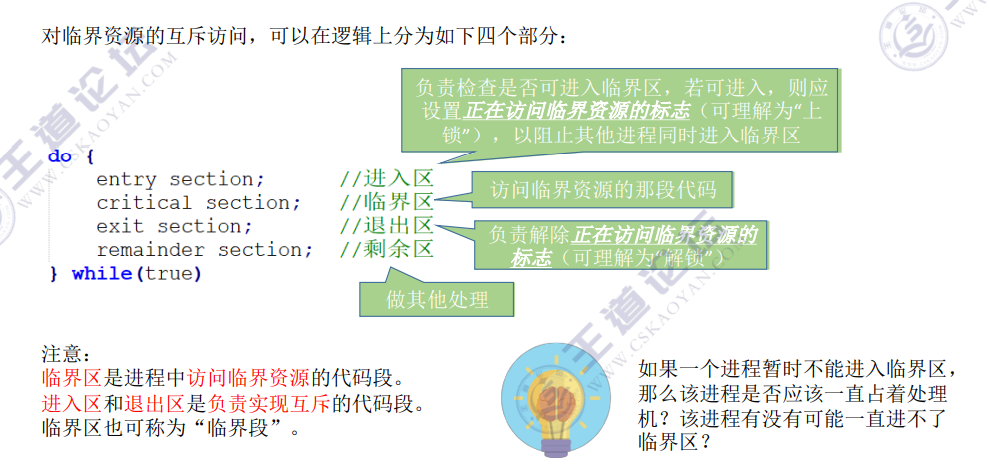 对临界资源的互斥访问，可以在逻辑上分为如下四个部分：
负责检查是否可进入临界区，若可进入，则应
设置正在访问临界资源的标志（可理解为“上
锁”），以阻止其他进程同时进入临界区
do {
entry section; //进入区
critical section; //临界区
exit section; //退出区
remainder section; //剩余区
} while(true)
访问临界资源的那段代码
负责解除正在访问临界资源的
标志（可理解为“解锁”）
做其他处理
注意：
临界区是进程中访问临界资源的代码段。
进入区和退出区是负责实现互斥的代码段。
临界区也可称为“临界段”。
如果一个进程暂时不能进入临界区，
那么该进程是否应该一直占着处理
机？该进程有没有可能一直进不了
临界区？
王道论坛
WWW.CSKAOYAN.COM
王道论坛
WWW.CSKAOYAN.COM